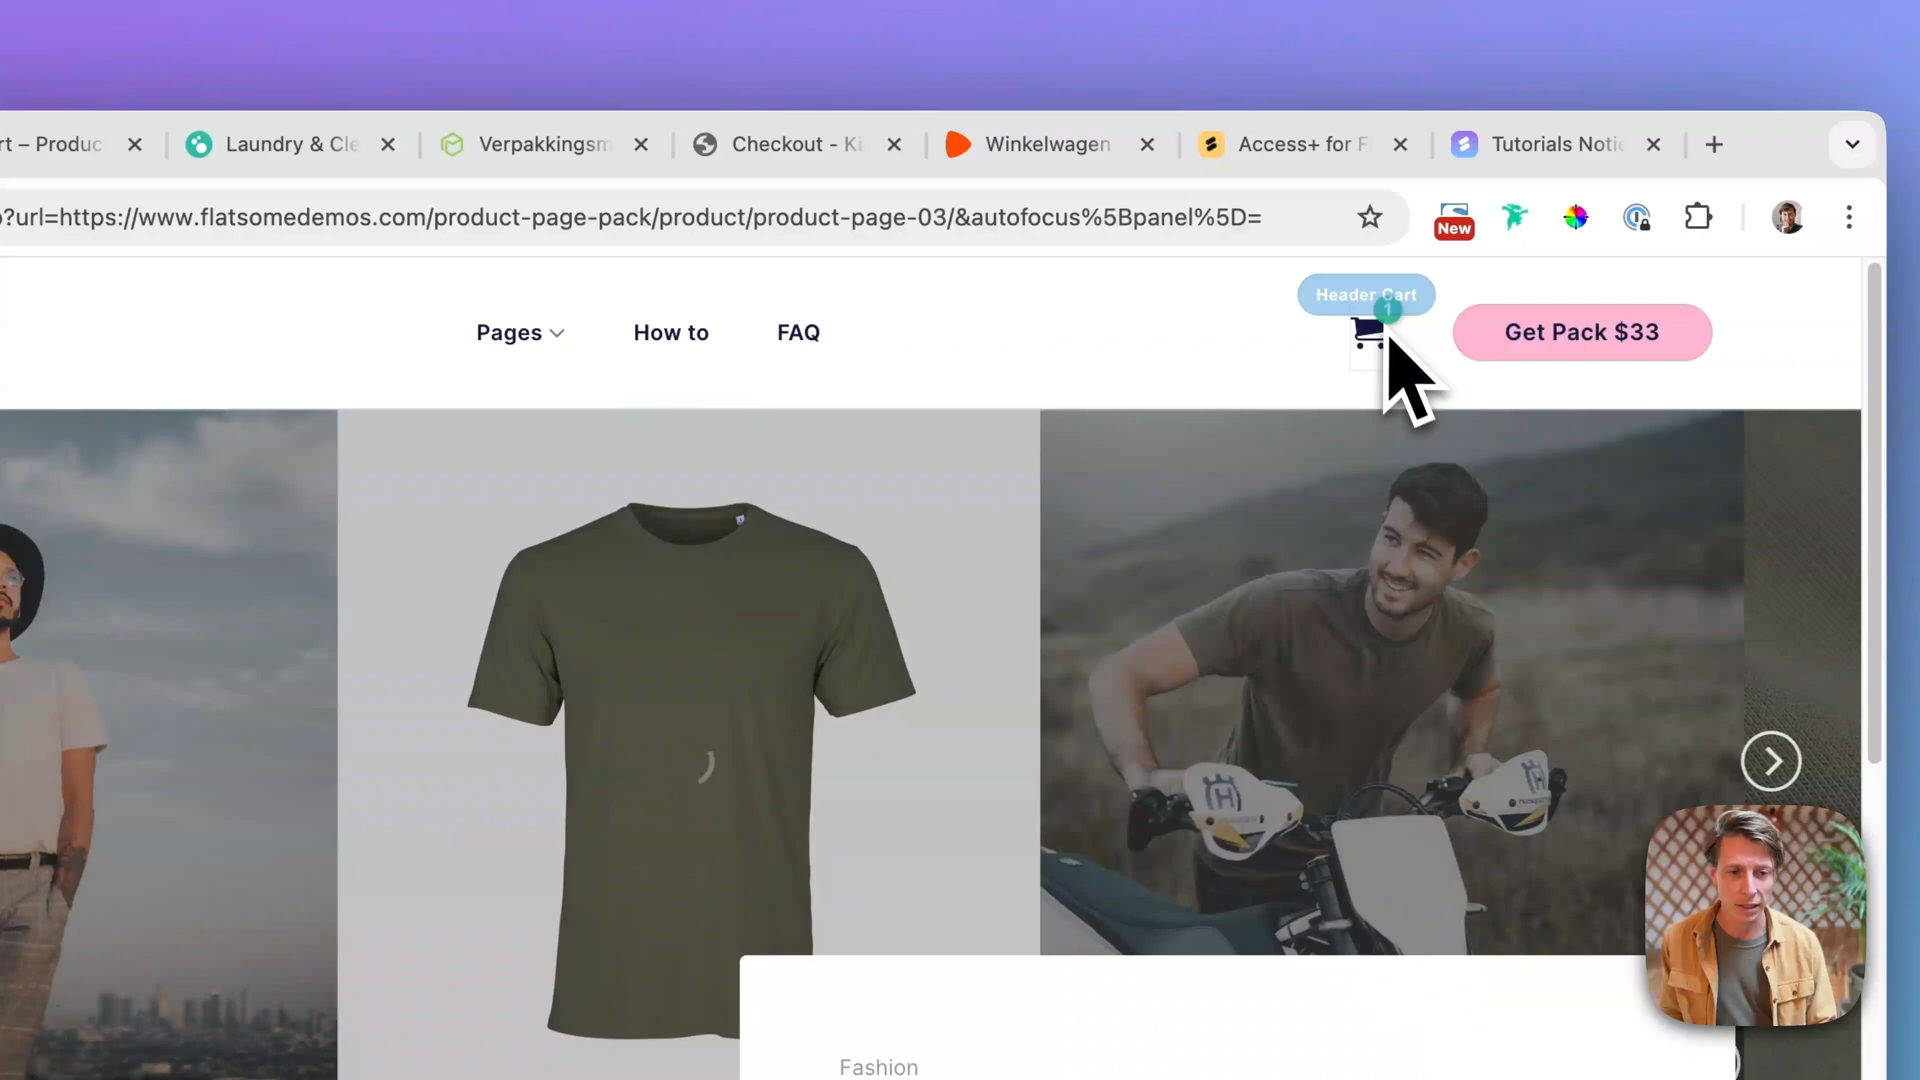 rt – Produc
Laundry & Cle
Verpakkingsm
Checkout - Ki
Winkelwagen
Access+ for F
Tutorials Noti
?url=https://www.flatsomedemos.com/product-page-pack/product/product-page-03/&autofocus%5Bpanel%5D=
New
Header Cart
1
Pages
How to
FAQ
Get Pack $33
Fashion